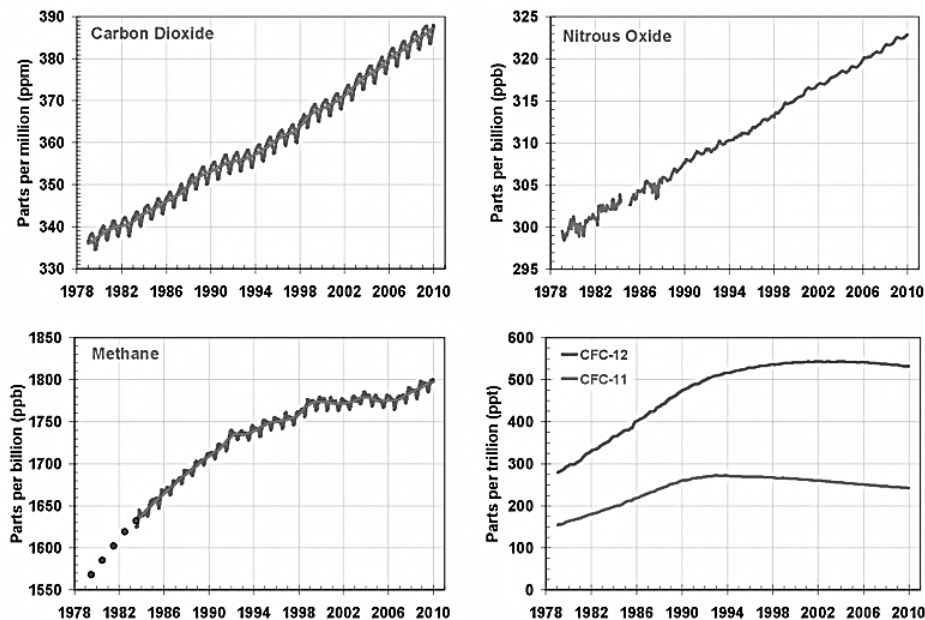 Carbon Dioxide
Parts per million (ppm)
390
380
370
360
350
340
330
1978 1982 1986 1990 1994 1998 2002 2006 2010
Nitrous Oxide
Parts per billion (ppb)
325
320
315
310
305
300
295
1978 1982 1986 1990 1994 1998 2002 2006 2010
Methane
Parts per billion (ppb)
1850
1800
1750
1700
1650
1600
1550
1978 1982 1986 1990 1994 1998 2002 2006 2010
CFC-12
CFC-11
Parts per trillion (ppt)
600
500
400
300
200
100
0
1978 1982 1986 1990 1994 1998 2002 2006 2010